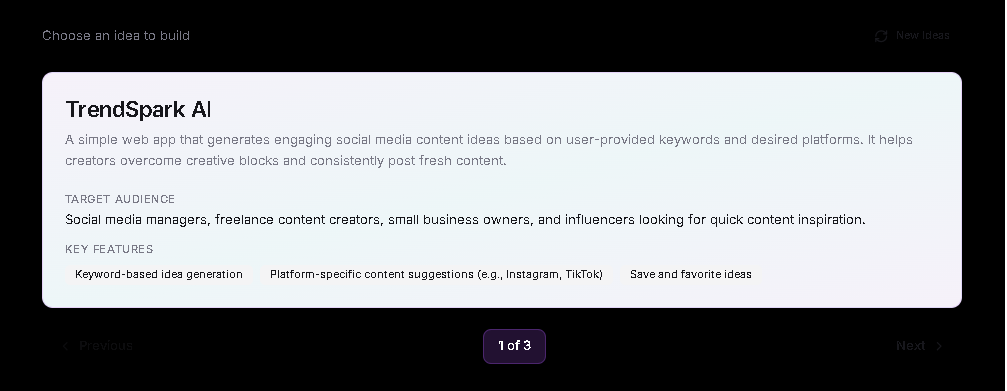 Choose an idea to build
New Ideas
TrendSpark AI
A simple web app that generates engaging social media content ideas based on user-provided keywords and desired platforms. It helps
creators overcome creative blocks and consistently post fresh content.
TARGET AUDIENCE
Social media managers, freelance content creators, small business owners, and influencers looking for quick content inspiration.
KEY FEATURES
Keyword-based idea generation Platform-specific content suggestions (e.g., Instagram, TikTok) Save and favorite ideas
Previous 1 of 3 Next